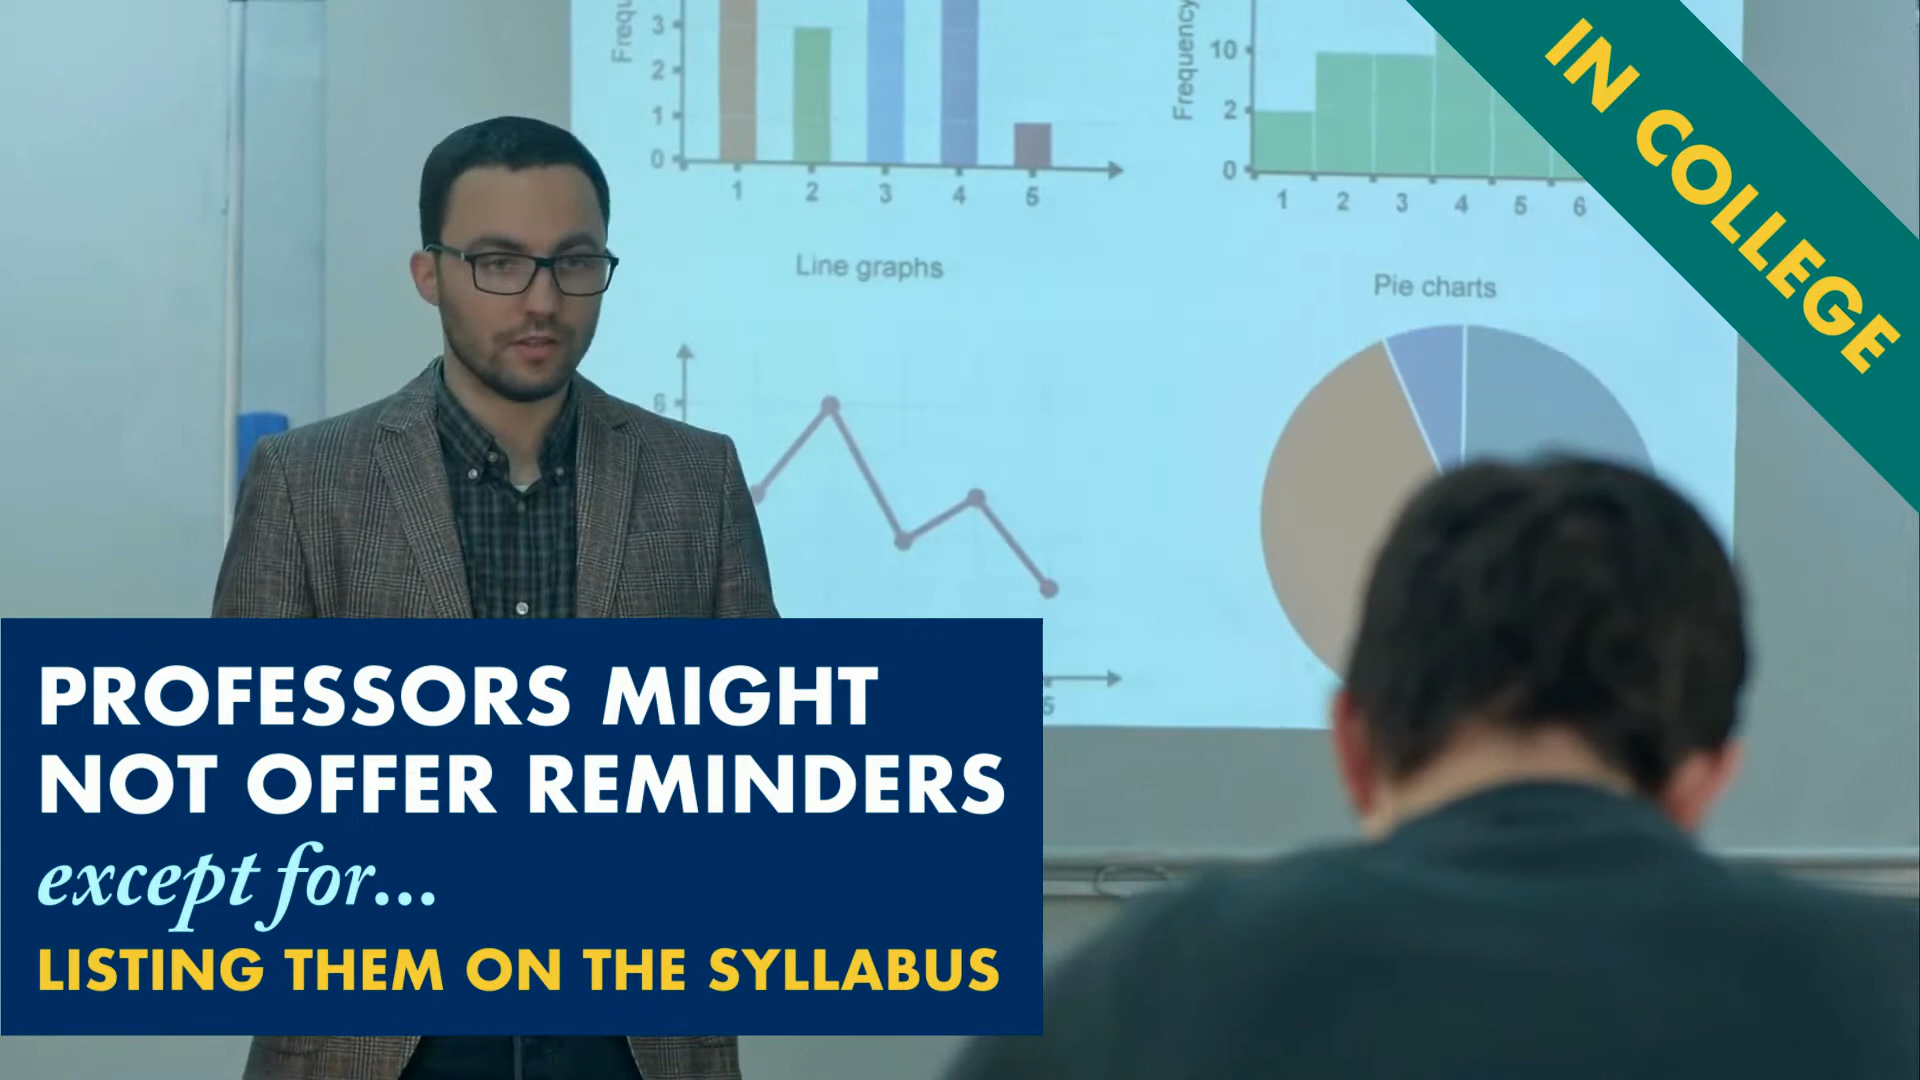 Frequ
3
2
1
0
1 2 3 4 5
Frequency
10
2
0
1 2 3 4 5 6
IN COLLEGE
Line graphs
6
5
Pie charts
PROFESSORS MIGHT
NOT OFFER REMINDERS
except for...
LISTING THEM ON THE SYLLABUS